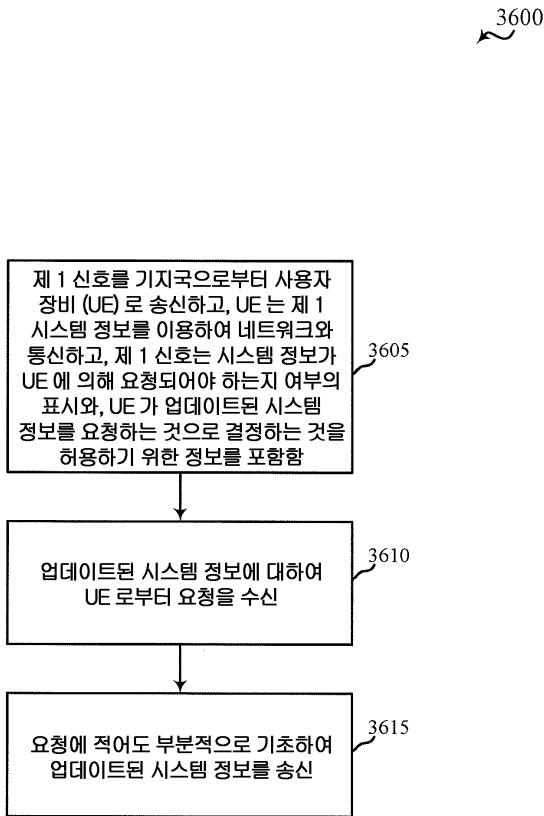 3600
제 1 신호를 기지국으로부터 사용자
장비 (UE) 로 송신하고, UE 는 제 1
시스템 정보를 이용하여 네트워크와
통신하고, 제 1 신호는 시스템 정보가
UE 에 의해 요청되어야 하는지 여부의
표시와, UE 가 업데이트된 시스템
정보를 요청하는 것으로 결정하는 것을
허용하기 위한 정보를 포함함
3605
업데이트된 시스템 정보에 대하여
UE 로부터 요청을 수신
3610
요청에 적어도 부분적으로 기초하여
업데이트된 시스템 정보를 송신
3615